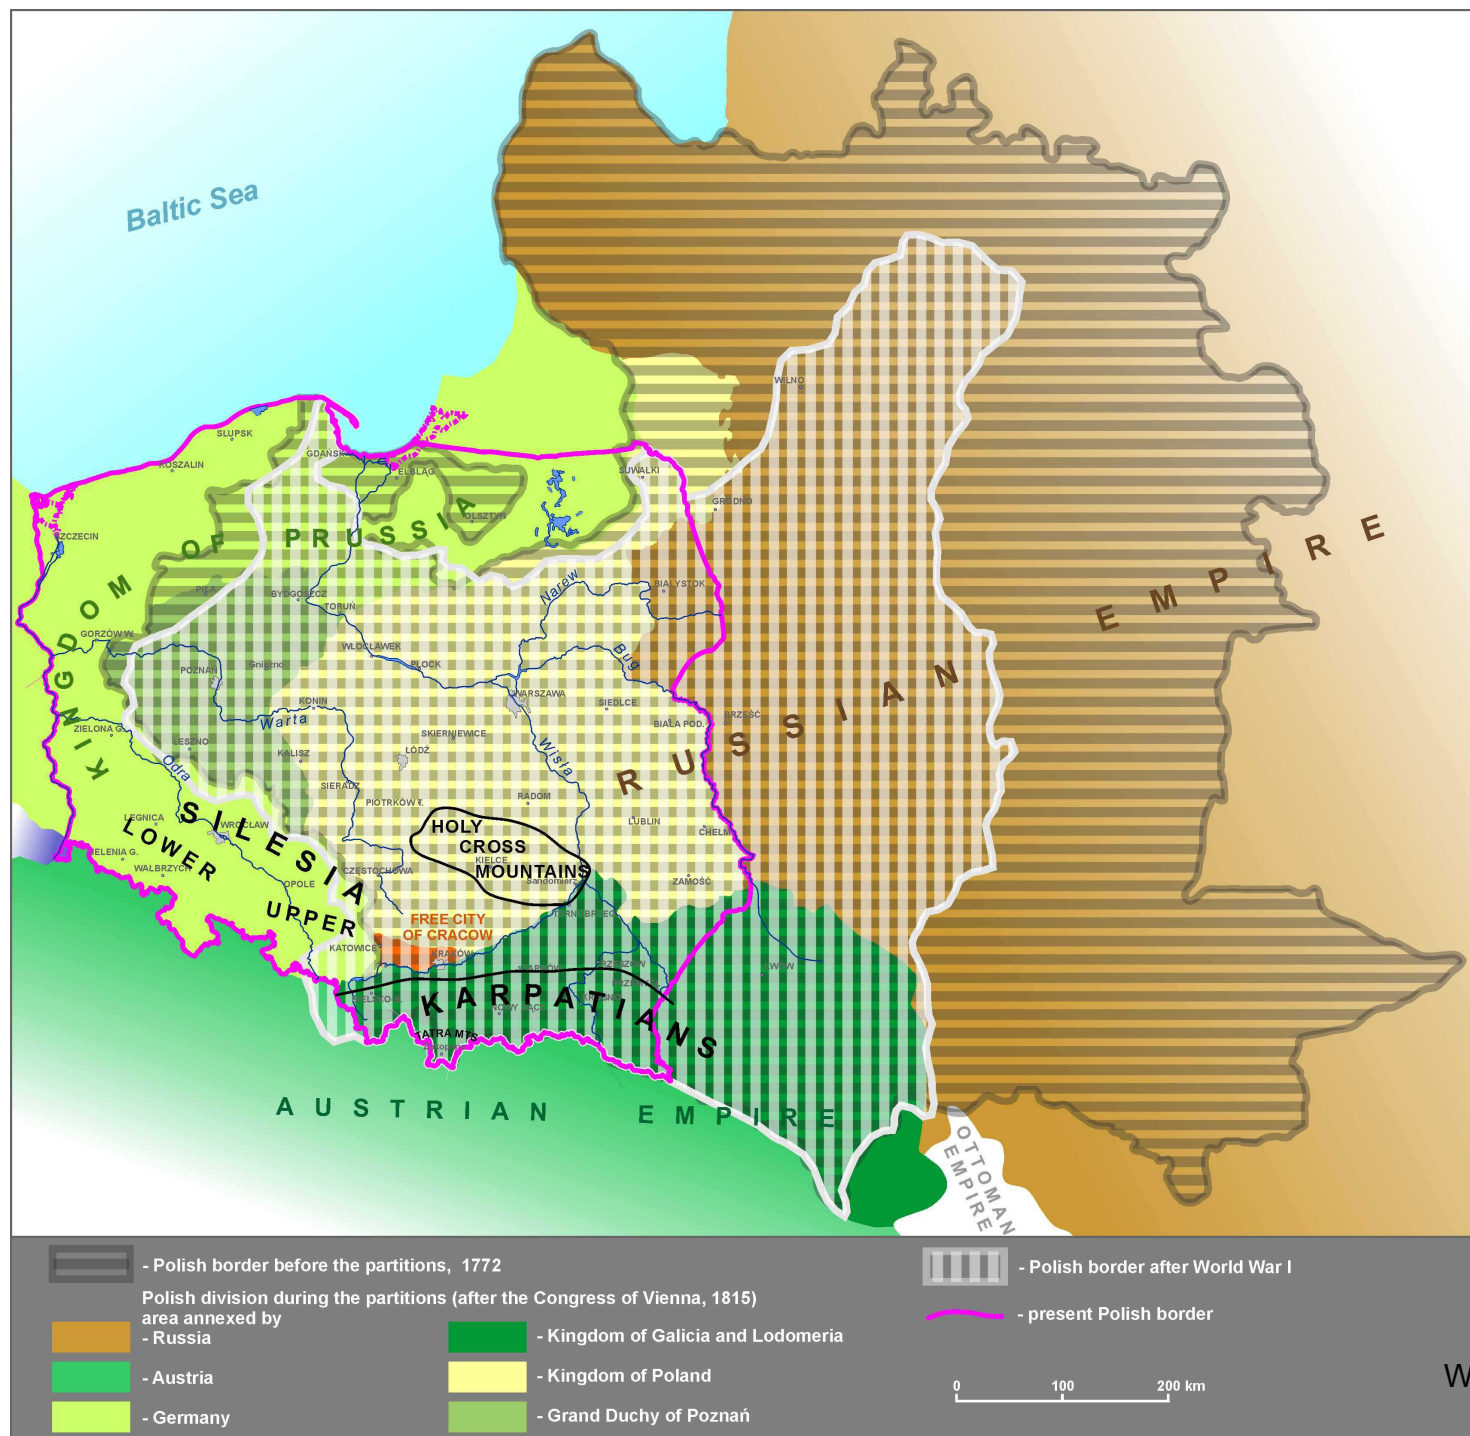 Baltic Sea
WILNO
SŁUPSK
KOSZALIN
GDAŃSK
ELBLĄG
SUWAŁKI
GRODNO
OLSZTYN
SZCZECIN
KINGDOM OF PRUSSIA
RUSSIAN EMPIRE
PIŁA
BYDGOSZCZ
TORUŃ
Narew
BIAŁYSTOK
GORZÓW W.
POZNAŃ
Gniezno
WŁOCŁAWEK
PŁOCK
Bug
WARSZAWA
SIEDLCE
KONIN
Warta
BIAŁA POD.
BRZEŚĆ
ZIELONA G.
LESZNO
Odra
KALISZ
SKIERNIEWICE
ŁÓDŹ
Wisła
SIERADZ
PIOTRKÓW T.
RADOM
LUBLIN
CHEŁM
LEGNICA
WROCŁAW
SILESIA
LOWER
UPPER
HOLY
CROSS
MOUNTAINS
KIELCE
Sandomierz
JELENIA G.
WAŁBRZYCH
OPOLE
CZĘSTOCHOWA
ZAMOŚĆ
FREE CITY
OF CRACOW
KATOWICE
KRAKÓW
RZESZÓW
LWÓW
KARPATIANS
TATRA MTS
AUSTRIAN EMPIRE
OTTOMAN
EMPIRE
- Polish border before the partitions, 1772
Polish division during the partitions (after the Congress of Vienna, 1815)
area annexed by
- Russia
- Austria
- Germany
- Kingdom of Galicia and Lodomeria
- Kingdom of Poland
- Grand Duchy of Poznań
- Polish border after World War I
- present Polish border
0 100 200 km
W